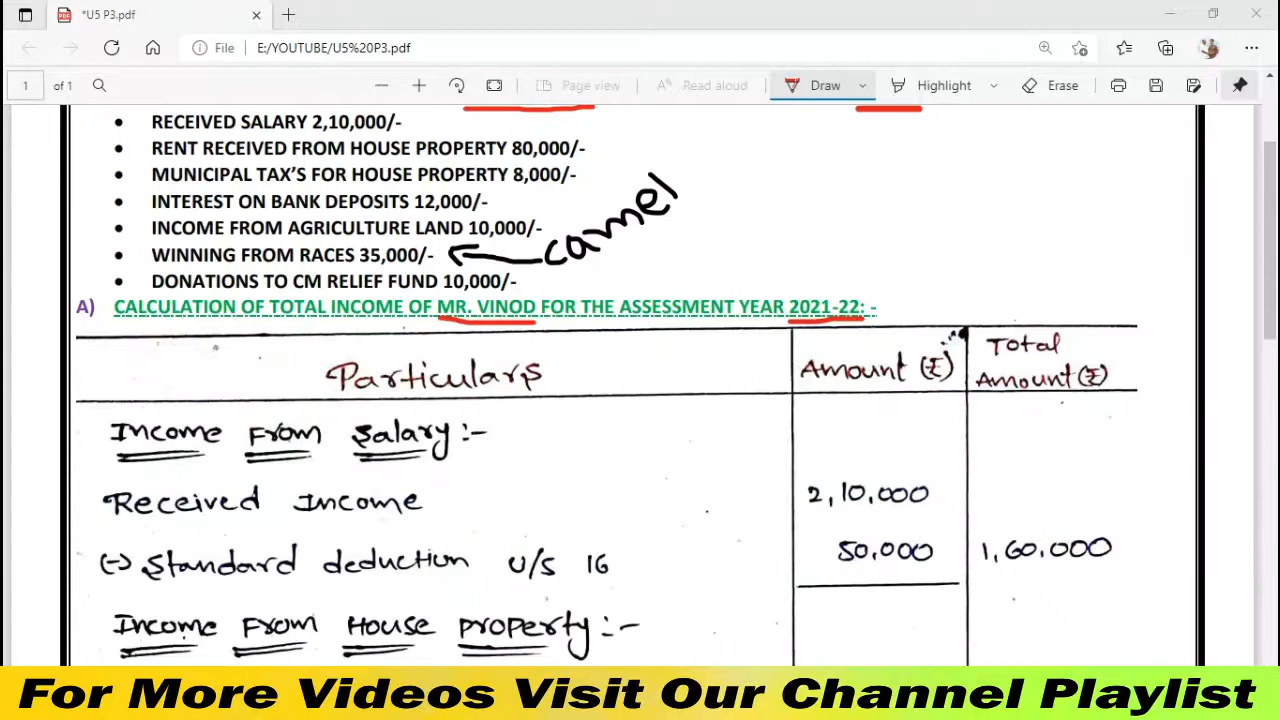 *U5 P3.pdf
File E:/YOUTUBE/U5%20P3.pdf
1 of 1 Page view Read aloud Draw Highlight Erase
• RECEIVED SALARY 2,10,000/-
• RENT RECEIVED FROM HOUSE PROPERTY 80,000/-
• MUNICIPAL TAX'S FOR HOUSE PROPERTY 8,000/-
• INTEREST ON BANK DEPOSITS 12,000/-
• INCOME FROM AGRICULTURE LAND 10,000/-
• WINNING FROM RACES 35,000/- camel
• DONATIONS TO CM RELIEF FUND 10,000/-
A) CALCULATION OF TOTAL INCOME OF MR. VINOD FOR THE ASSESSMENT YEAR 2021-22: -
Particulars Amount (₹) Total Amount (₹)
Income From Salary :-
Received Income 2,10,000
(-) Standard deduction U/S 16 50,000 1,60,000
Income From House property :-
For More Videos Visit Our Channel Playlist